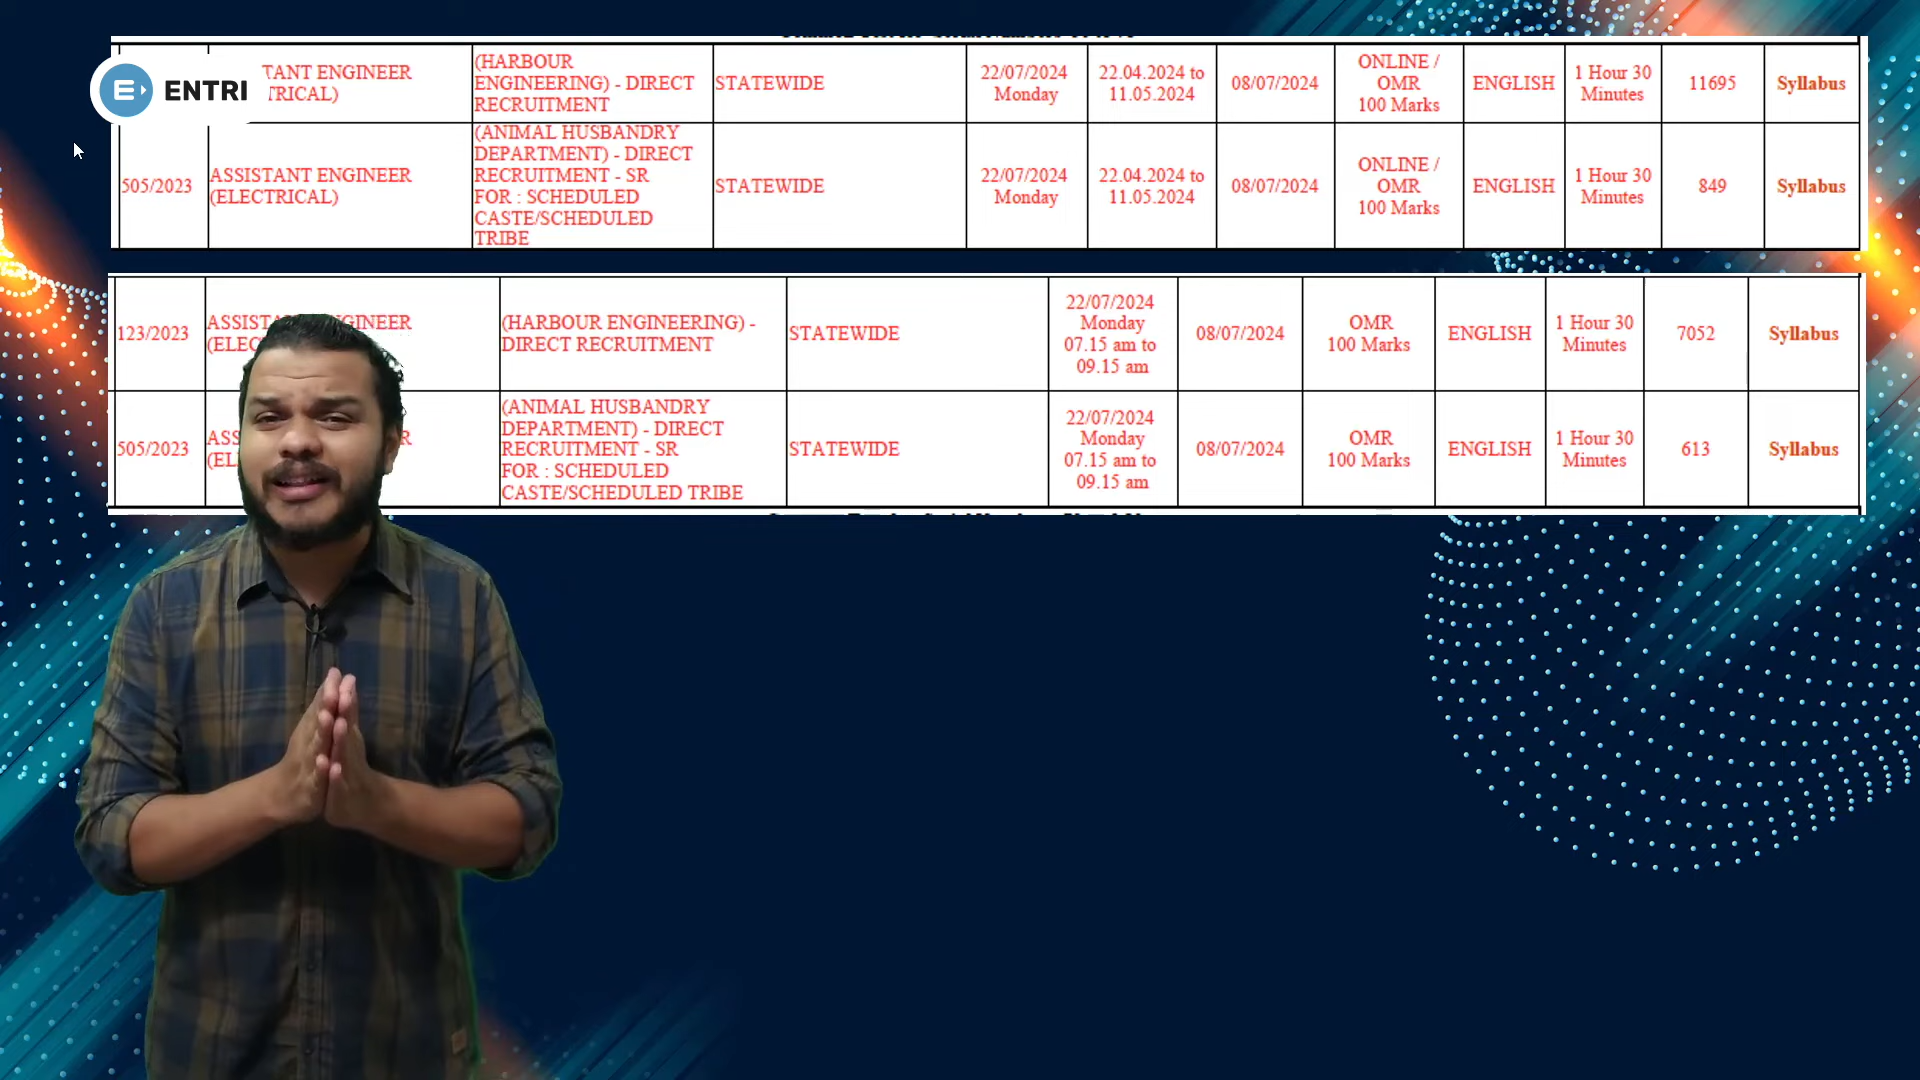 ENTRI
TANT ENGINEER
TRICAL)
(HARBOUR
ENGINEERING) - DIRECT
RECRUITMENT
STATEWIDE
22/07/2024
Monday
22.04.2024 to
11.05.2024
08/07/2024
ONLINE /
OMR
100 Marks
ENGLISH
1 Hour 30
Minutes
11695
Syllabus
505/2023
ASSISTANT ENGINEER
(ELECTRICAL)
(ANIMAL HUSBANDRY
DEPARTMENT) - DIRECT
RECRUITMENT - SR
FOR : SCHEDULED
CASTE/SCHEDULED
TRIBE
STATEWIDE
22/07/2024
Monday
22.04.2024 to
11.05.2024
08/07/2024
ONLINE /
OMR
100 Marks
ENGLISH
1 Hour 30
Minutes
849
Syllabus
123/2023
ASSISTA GINEER
(ELEC
(HARBOUR ENGINEERING) -
DIRECT RECRUITMENT
STATEWIDE
22/07/2024
Monday
07.15 am to
09.15 am
08/07/2024
OMR
100 Marks
ENGLISH
1 Hour 30
Minutes
7052
Syllabus
505/2023
ASS R
(EL
(ANIMAL HUSBANDRY
DEPARTMENT) - DIRECT
RECRUITMENT - SR
FOR : SCHEDULED
CASTE/SCHEDULED TRIBE
STATEWIDE
22/07/2024
Monday
07.15 am to
09.15 am
08/07/2024
OMR
100 Marks
ENGLISH
1 Hour 30
Minutes
613
Syllabus